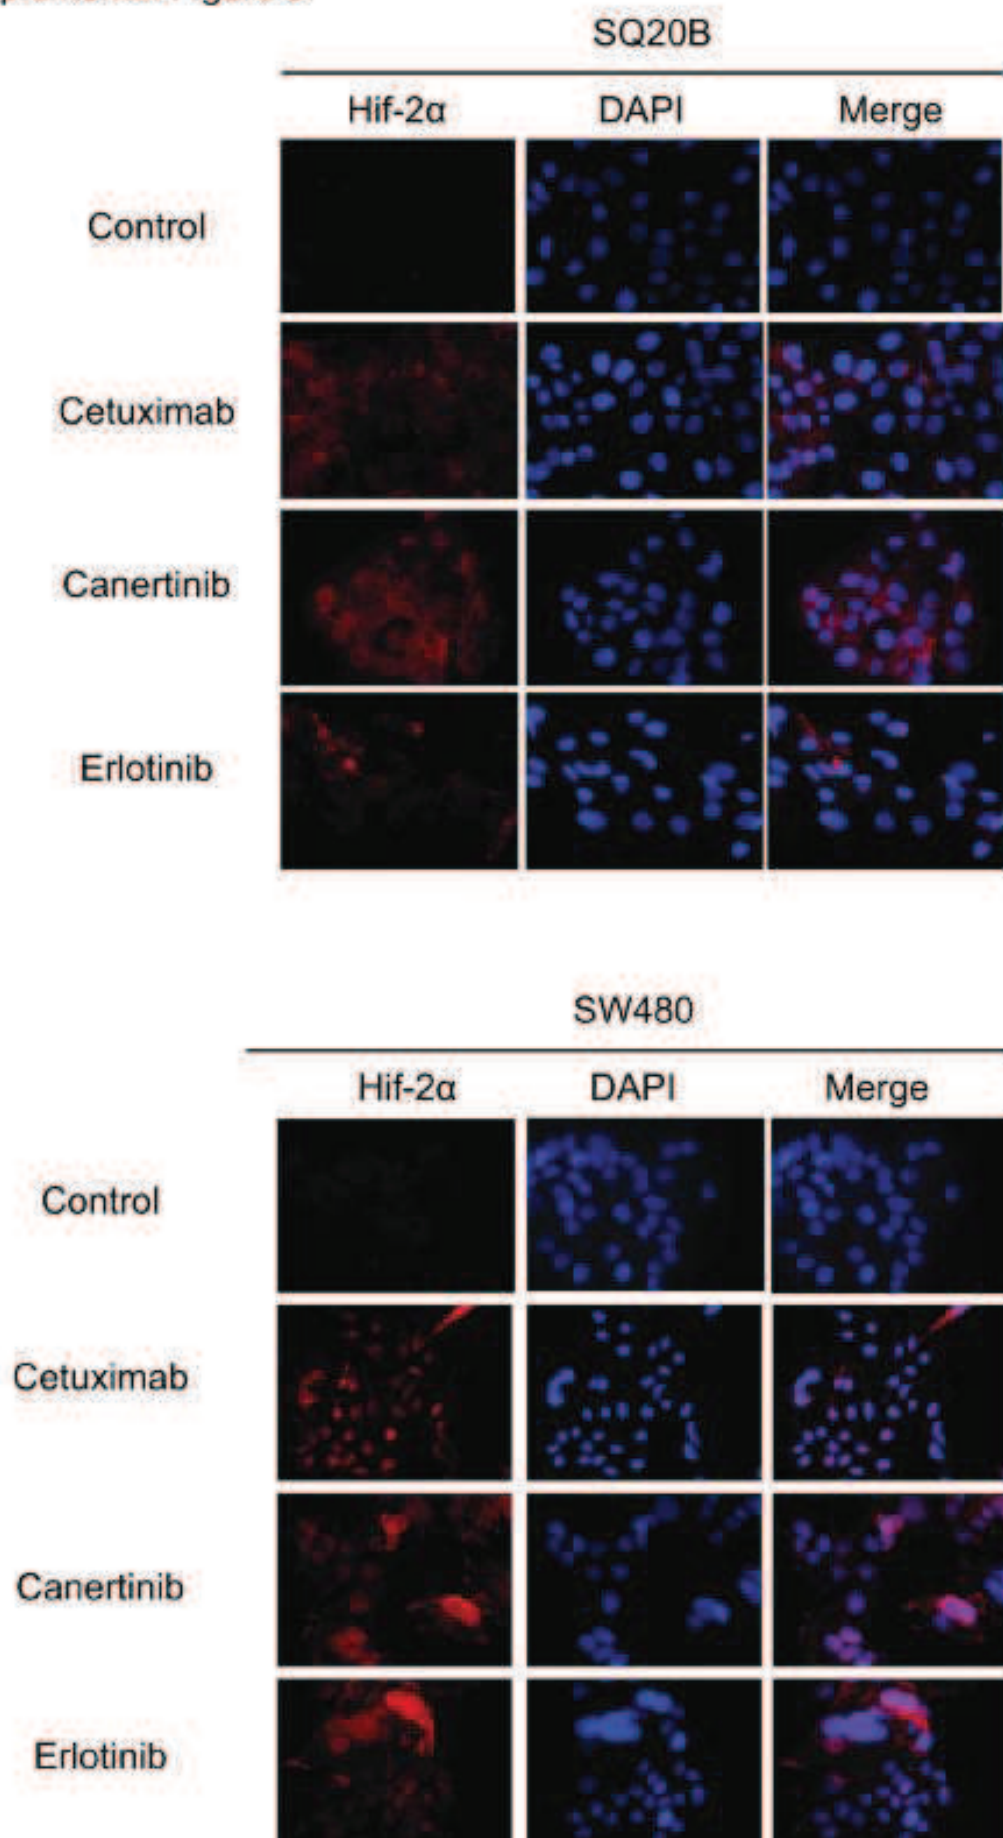 SQ20B
Hif-2α DAPI Merge
Control
Cetuximab
Canertinib
Erlotinib
SW480
Hif-2α DAPI Merge
Control
Cetuximab
Canertinib
Erlotinib